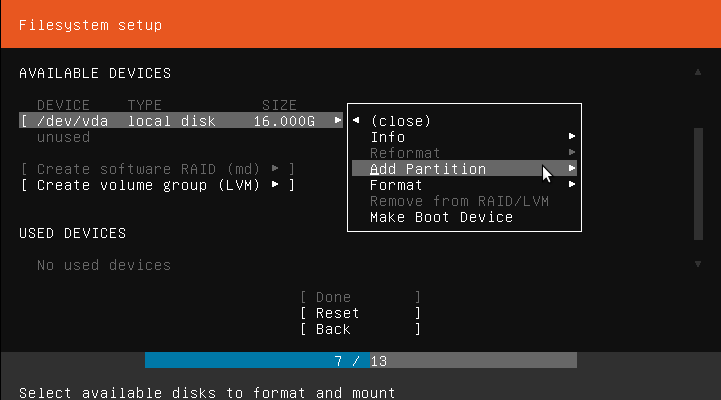 Filesystem setup
AVAILABLE DEVICES
DEVICE TYPE SIZE
[ /dev/vda local disk 16.000G ▸
unused
[ Create software RAID (md) ▸ ]
[ Create volume group (LVM) ▸ ]
◂ (close)
Info ▸
Reformat ▸
Add Partition ▸
Format ▸
Remove from RAID/LVM
Make Boot Device
USED DEVICES
No used devices
[ Done ]
[ Reset ]
[ Back ]
7 / 13
Select available disks to format and mount